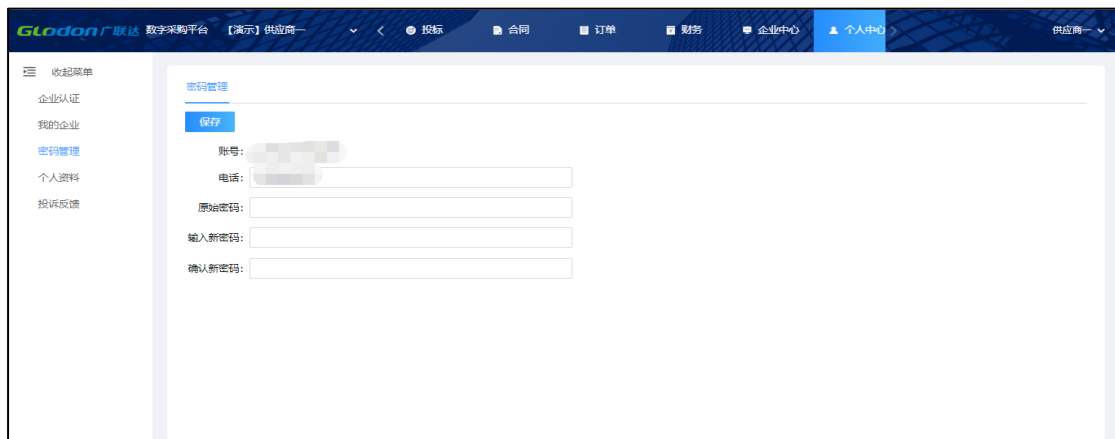 GLodon广联达 数字采购平台 【演示】供应商一 投标 合同 订单 财务 企业中心 个人中心 供应商一
收起菜单
企业认证
我的企业
密码管理
个人资料
投诉反馈
密码管理
保存
账号:
电话:
原始密码:
输入新密码:
确认新密码: